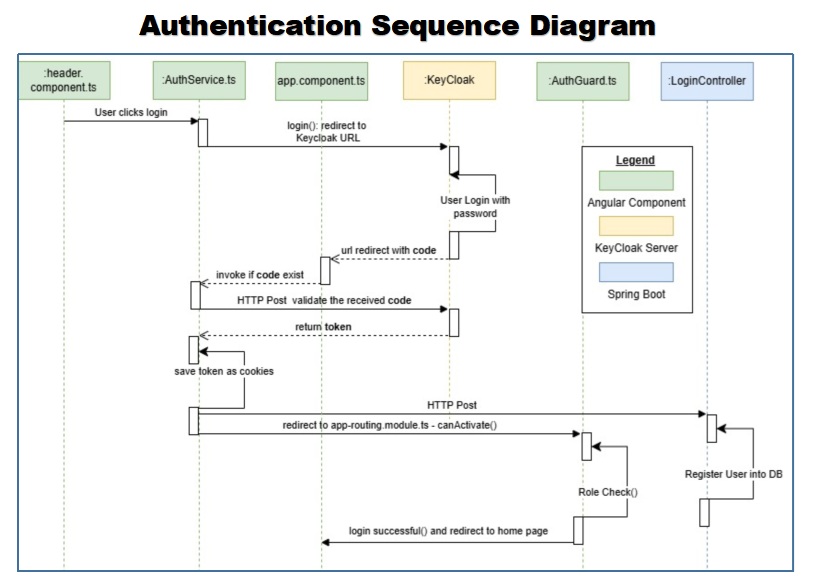 Authentication Sequence Diagram
:header.
component.ts
:AuthService.ts
app.component.ts
:KeyCloak
:AuthGuard.ts
:LoginController
User clicks login
login(): redirect to
Keycloak URL
Legend
Angular Component
KeyCloak Server
Spring Boot
User Login with
password
url redirect with code
invoke if code exist
HTTP Post validate the received code
return token
save token as cookies
HTTP Post
redirect to app-routing.module.ts - canActivate()
Register User into DB
Role Check()
login successful() and redirect to home page